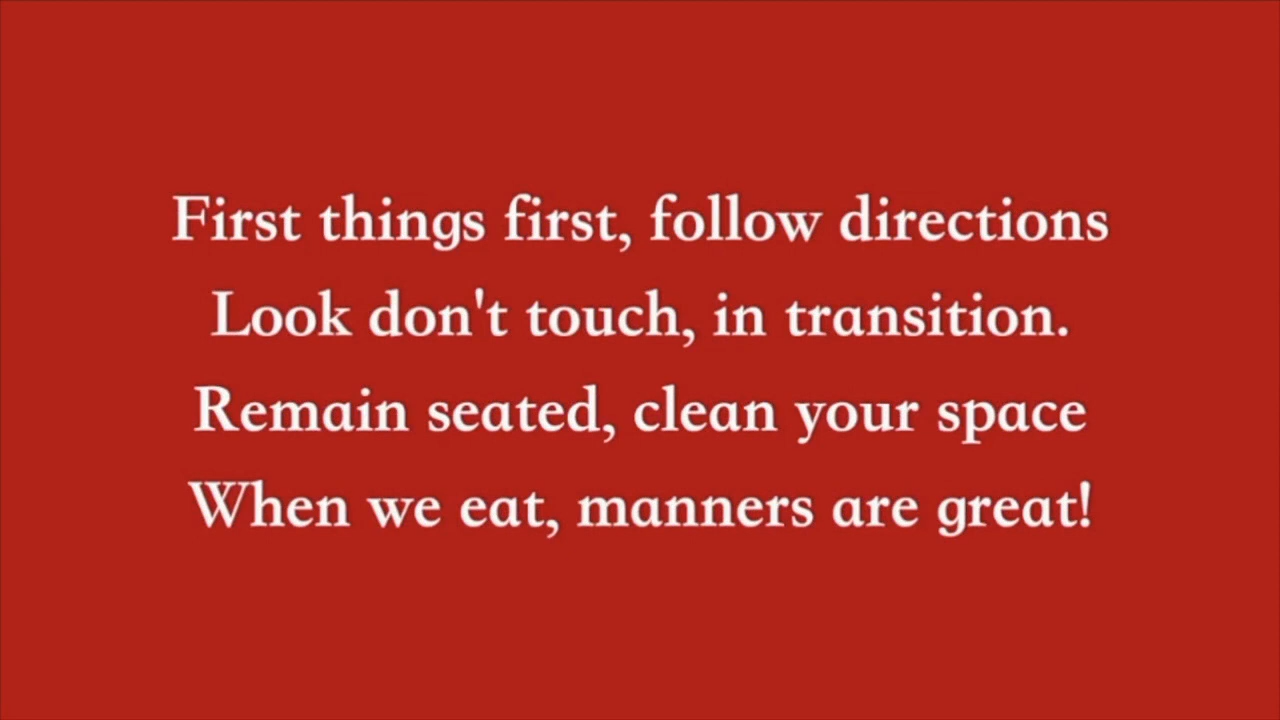 First things first, follow directions
Look don't touch, in transition.
Remain seated, clean your space
When we eat, manners are great!